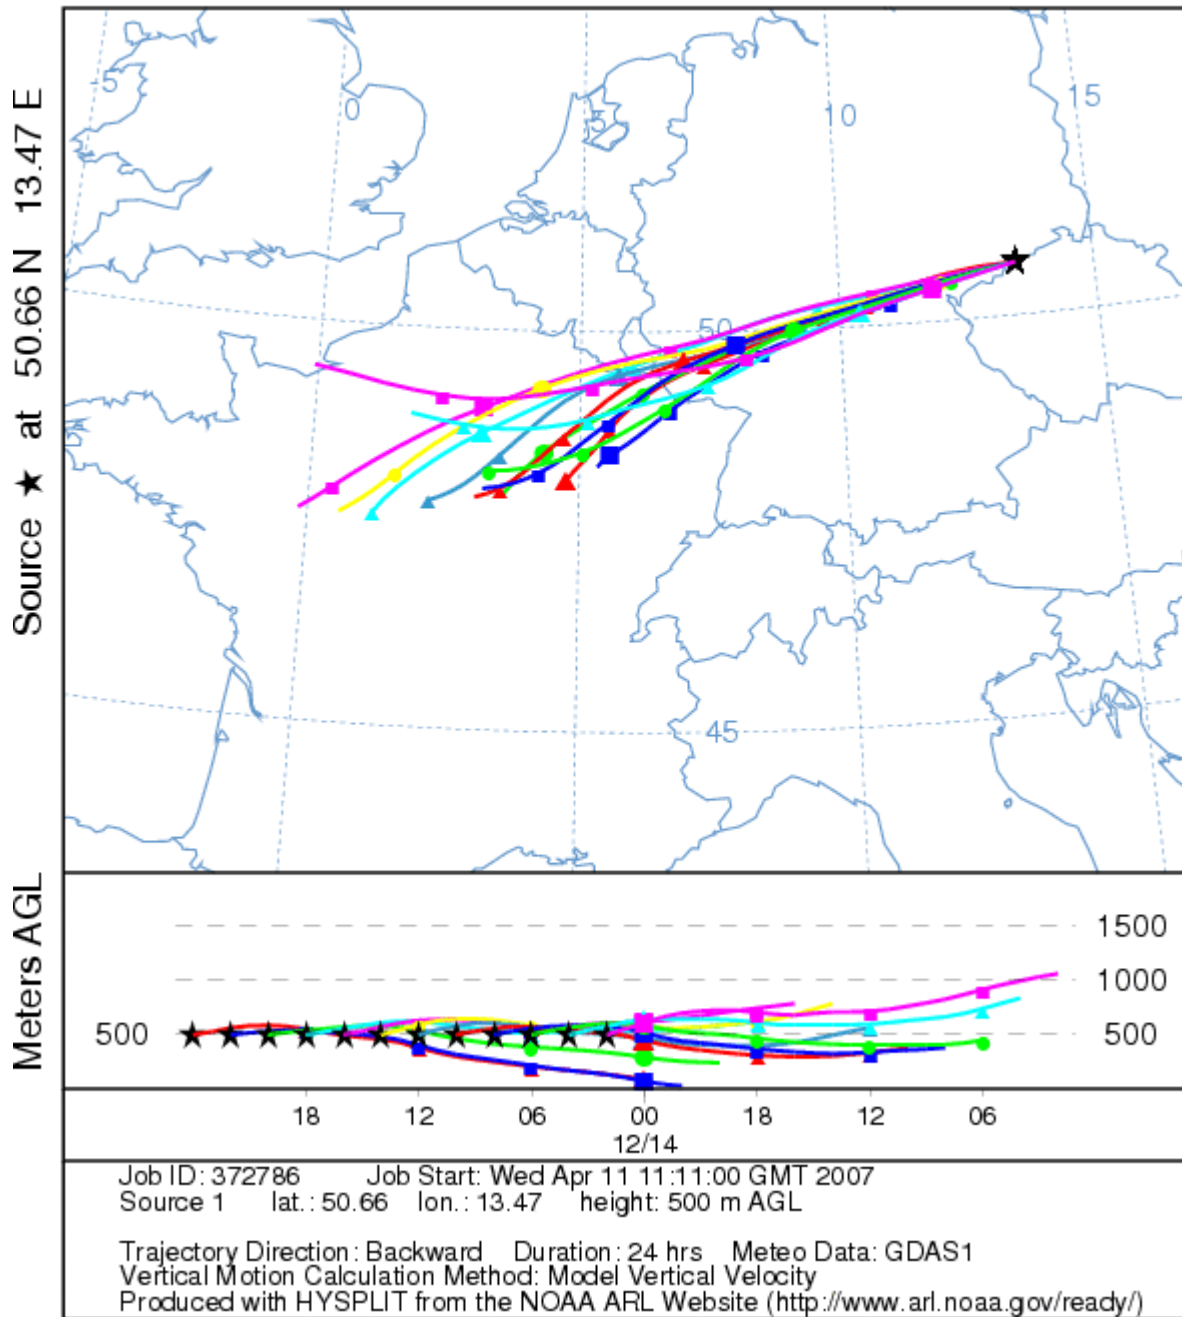 Source ★ at 50.66 N 13.47 E
-5
0
5
10
15
50
45
Meters AGL
1500
1000
500
500
18 12 06 00 18 12 06
12/14
Job ID: 372786 Job Start: Wed Apr 11 11:11:00 GMT 2007
Source 1 lat.: 50.66 lon.: 13.47 height: 500 m AGL
Trajectory Direction: Backward Duration: 24 hrs Meteo Data: GDAS1
Vertical Motion Calculation Method: Model Vertical Velocity
Produced with HYSPLIT from the NOAA ARL Website (http://www.arl.noaa.gov/ready/)